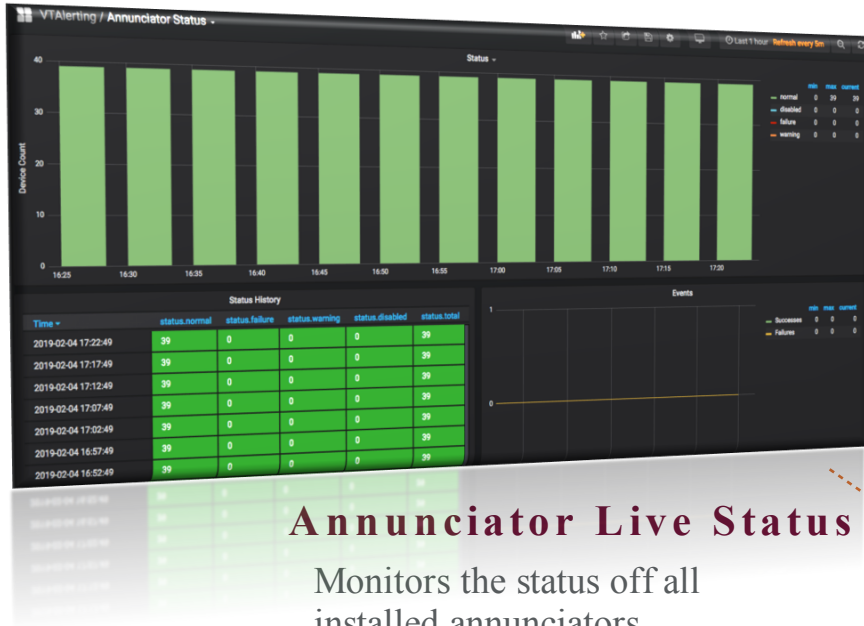 VTAlerting / Annunciator Status
Last 1 hour Refresh every 5m
Status
40
30
20
10
0
Device Count
16:25 16:30 16:35 16:40 16:45 16:50 16:55 17:00 17:05 17:10 17:15 17:20
min max current
normal 0 39 39
disabled 0 0 0
failure 0 0 0
warning 0 0 0
Status History
Time status.normal status.failure status.warning status.disabled status.total
2019-02-04 17:22:49 39 0 0 0 39
2019-02-04 17:17:49 39 0 0 0 39
2019-02-04 17:12:49 39 0 0 0 39
2019-02-04 17:07:49 39 0 0 0 39
2019-02-04 17:02:49 39 0 0 0 39
2019-02-04 16:57:49 39 0 0 0 39
2019-02-04 16:52:49 39 0 0 0 39
Events
1
0
min max current
Successes 0 0 0
Failures 0 0 0
Annunciator Live Status
Monitors the status off all
installed annunciators